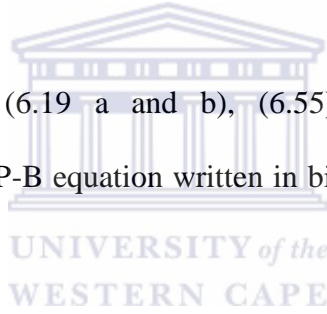 (6.19 a and b), (6.55)
P-B equation written in bi
UNIVERSITY of the
WESTERN CAPE